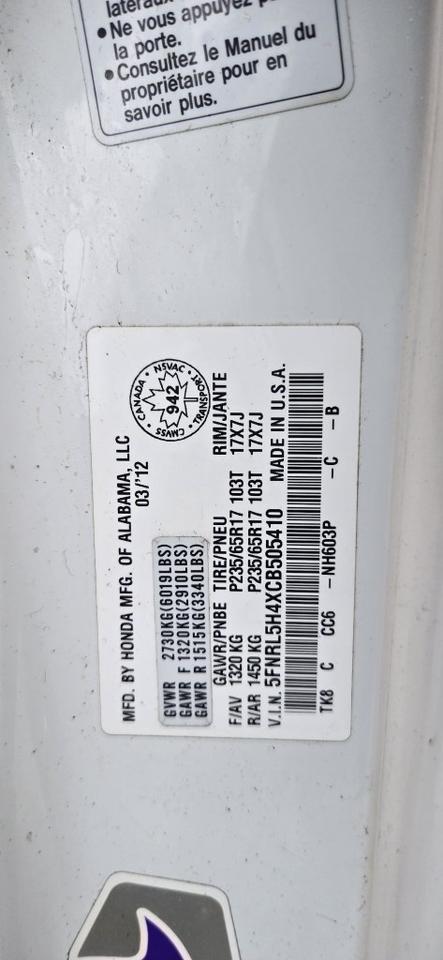 latéraux
• Ne vous appuyez
la porte.
• Consultez le Manuel du
propriétaire pour en
savoir plus.
MFD. BY HONDA MFG. OF ALABAMA, LLC
03/'12
CANADA • NSVAC • TRANSPORT • CMVSS
942
GVWR 2730KG(6019LBS)
GAWR F 1320KG(2910LBS)
GAWR R 1515KG(3340LBS)
GAWR/PNBE TIRE/PNEU RIM/JANTE
F/AV 1320 KG P235/65R17 103T 17X7J
R/AR 1450 KG P235/65R17 103T 17X7J
V.I.N. 5FNRL5H4XCB505410 MADE IN U.S.A.
TK8 C CC6 -NH603P -C -B